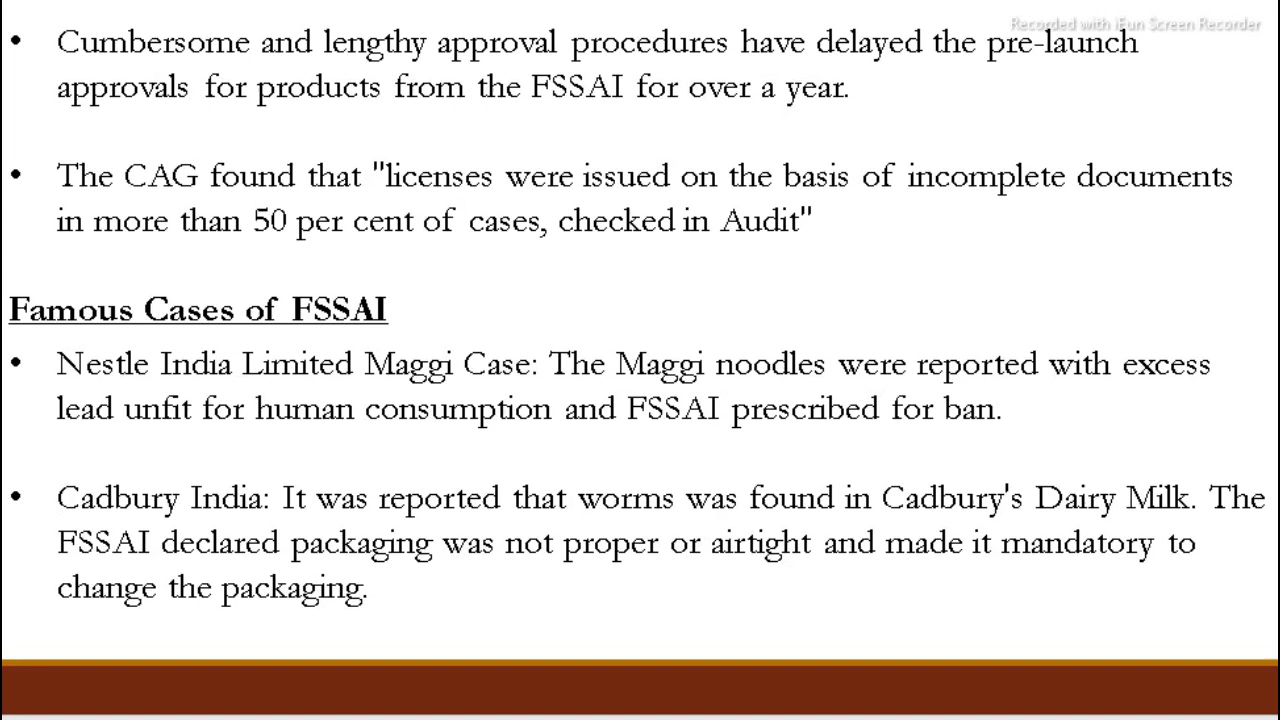 Recorded with iFun Screen Recorder
• Cumbersome and lengthy approval procedures have delayed the pre-launch
approvals for products from the FSSAI for over a year.
• The CAG found that "licenses were issued on the basis of incomplete documents
in more than 50 per cent of cases, checked in Audit"
Famous Cases of FSSAI
• Nestle India Limited Maggi Case: The Maggi noodles were reported with excess
lead unfit for human consumption and FSSAI prescribed for ban.
• Cadbury India: It was reported that worms was found in Cadbury's Dairy Milk. The
FSSAI declared packaging was not proper or airtight and made it mandatory to
change the packaging.